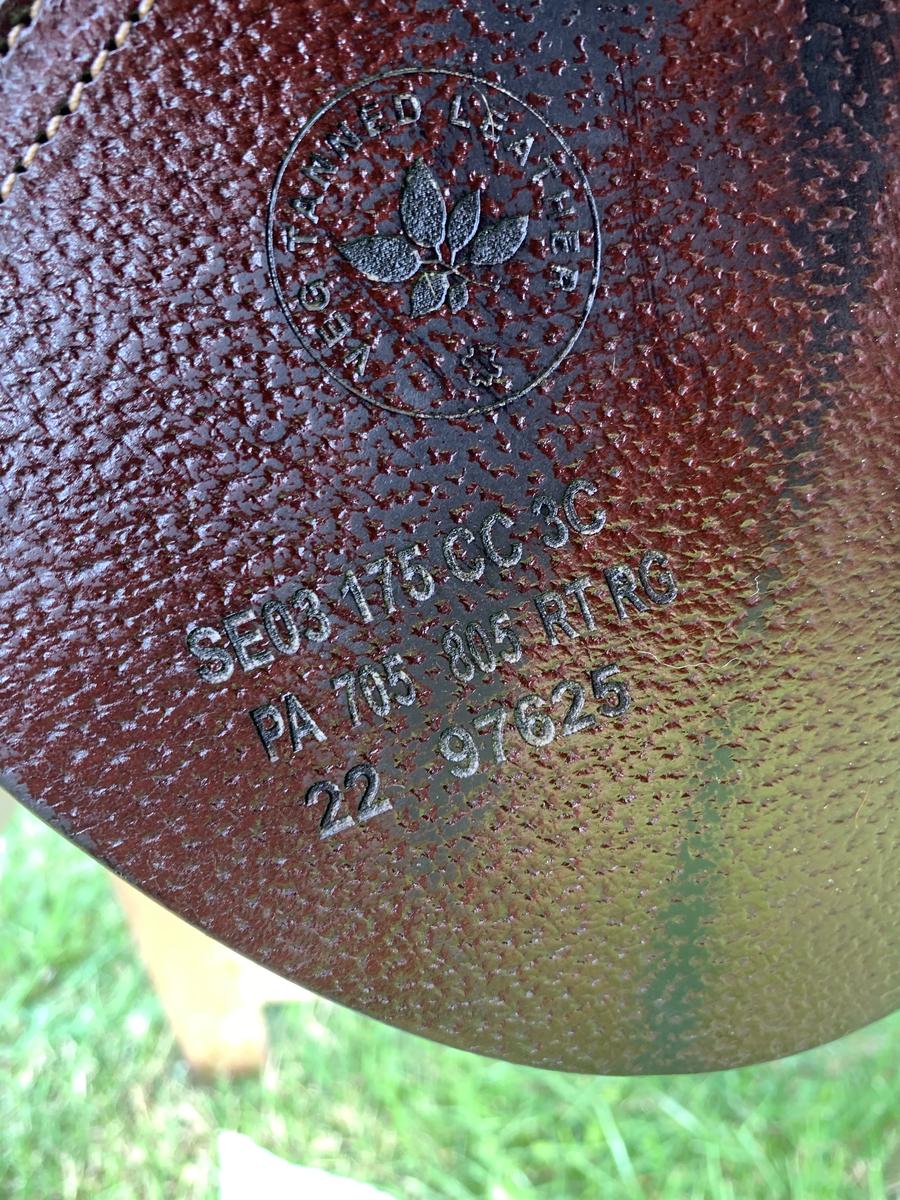 VEG TANNED LEATHER
SE03 175 CC 3C
PA 705 805 RT RG
22 97625